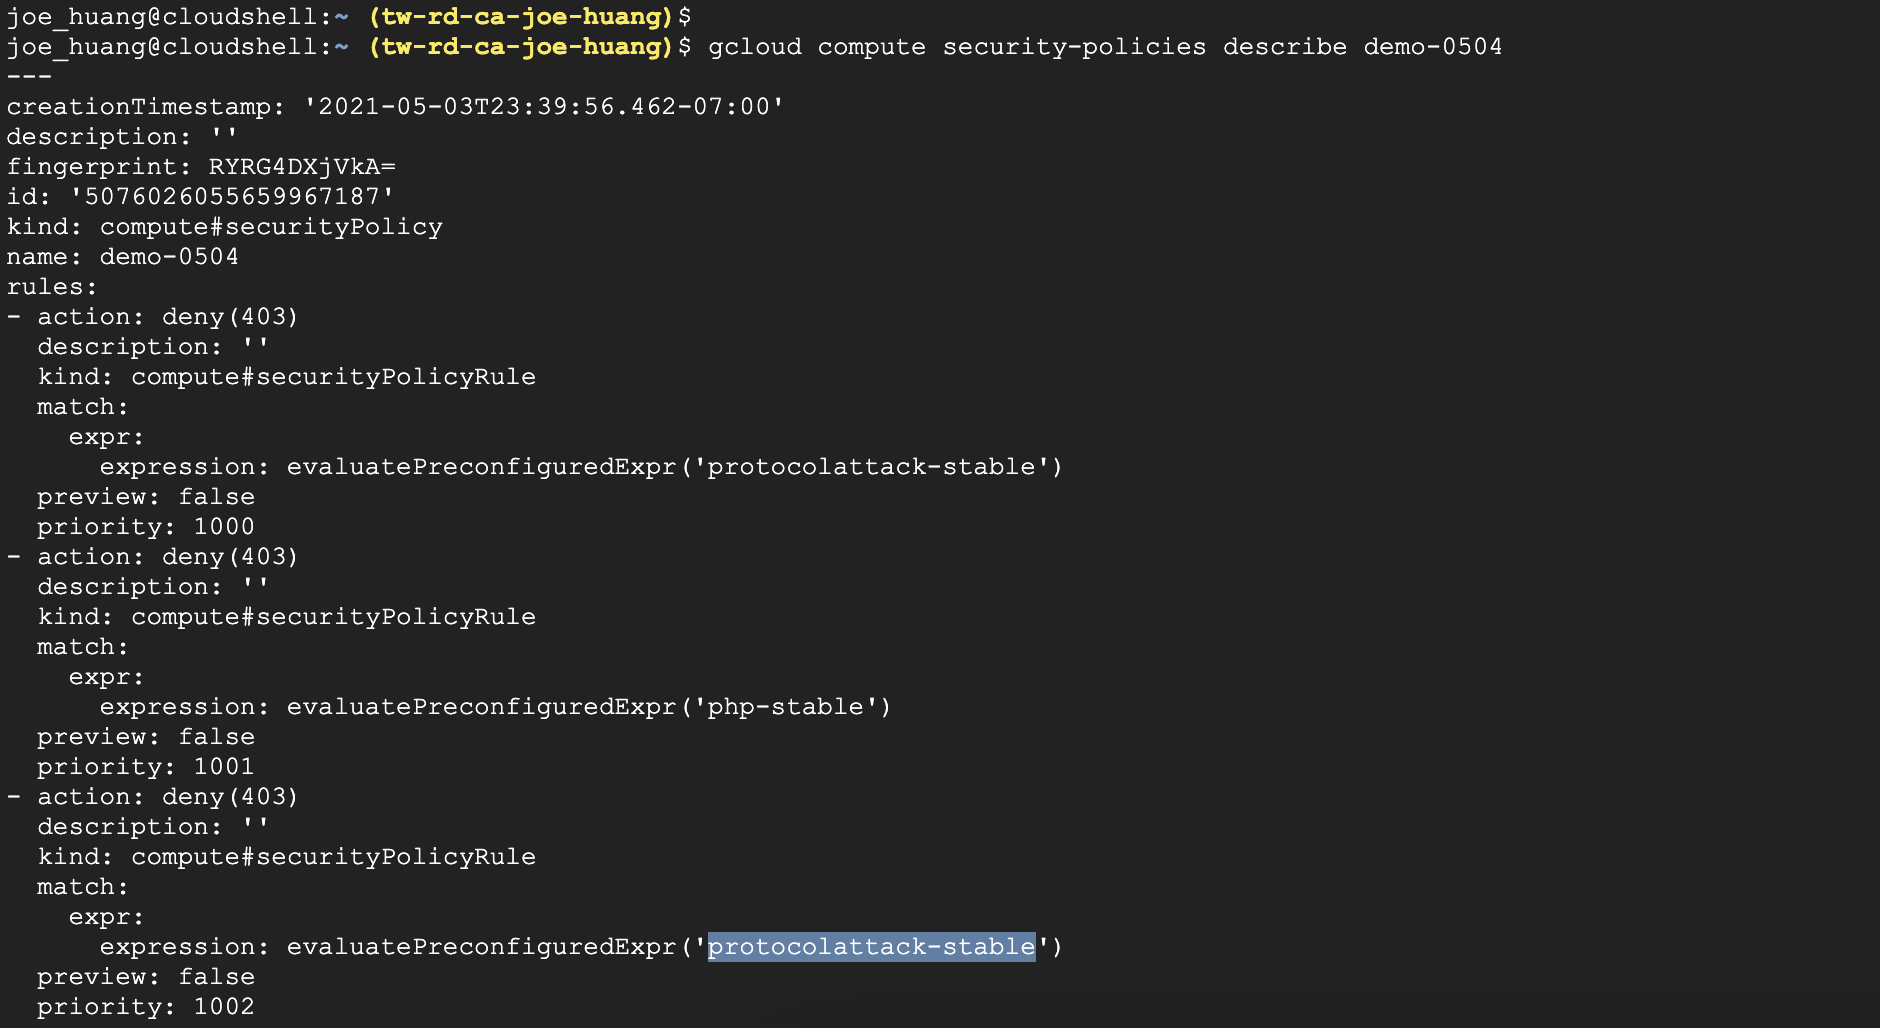 joe_huang@cloudshell:~ (tw-rd-ca-joe-huang)$
joe_huang@cloudshell:~ (tw-rd-ca-joe-huang)$ gcloud compute security-policies describe demo-0504
---
creationTimestamp: '2021-05-03T23:39:56.462-07:00'
description: ''
fingerprint: RYRG4DXjVkA=
id: '5076026055659967187'
kind: compute#securityPolicy
name: demo-0504
rules:
- action: deny(403)
  description: ''
  kind: compute#securityPolicyRule
  match:
    expr:
      expression: evaluatePreconfiguredExpr('protocolattack-stable')
  preview: false
  priority: 1000
- action: deny(403)
  description: ''
  kind: compute#securityPolicyRule
  match:
    expr:
      expression: evaluatePreconfiguredExpr('php-stable')
  preview: false
  priority: 1001
- action: deny(403)
  description: ''
  kind: compute#securityPolicyRule
  match:
    expr:
      expression: evaluatePreconfiguredExpr('protocolattack-stable')
  preview: false
  priority: 1002